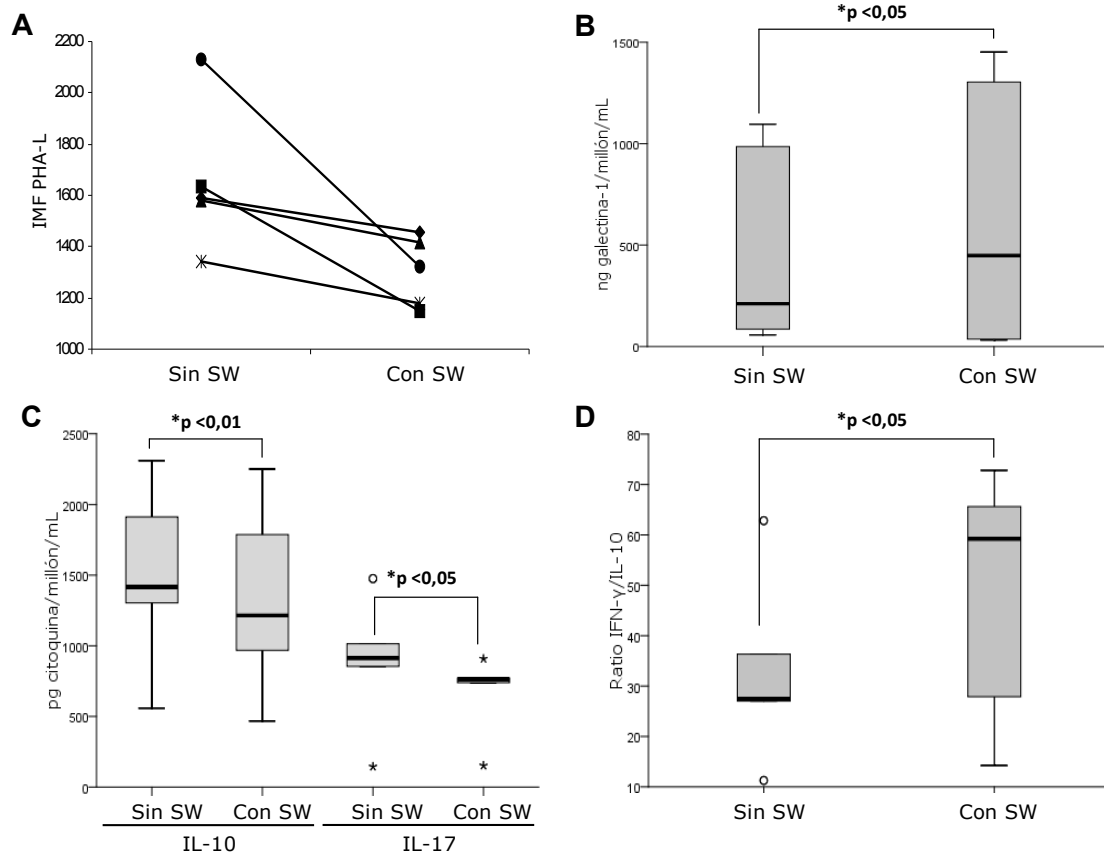 A
2200
2000
1800
1600
1400
1200
1000
IMF PHA-L
Sin SW
Con SW
B
*p <0,05
1500
1000
500
0
ng galectina-1/millón/mL
Sin SW
Con SW
C
*p <0,01
*p <0,05
2500
2000
1500
1000
500
0
pg citoquina/millón/mL
Sin SW
Con SW
Sin SW
Con SW
IL-10
IL-17
D
*p <0,05
80
70
60
50
40
30
20
10
Ratio IFN-γ/IL-10
Sin SW
Con SW